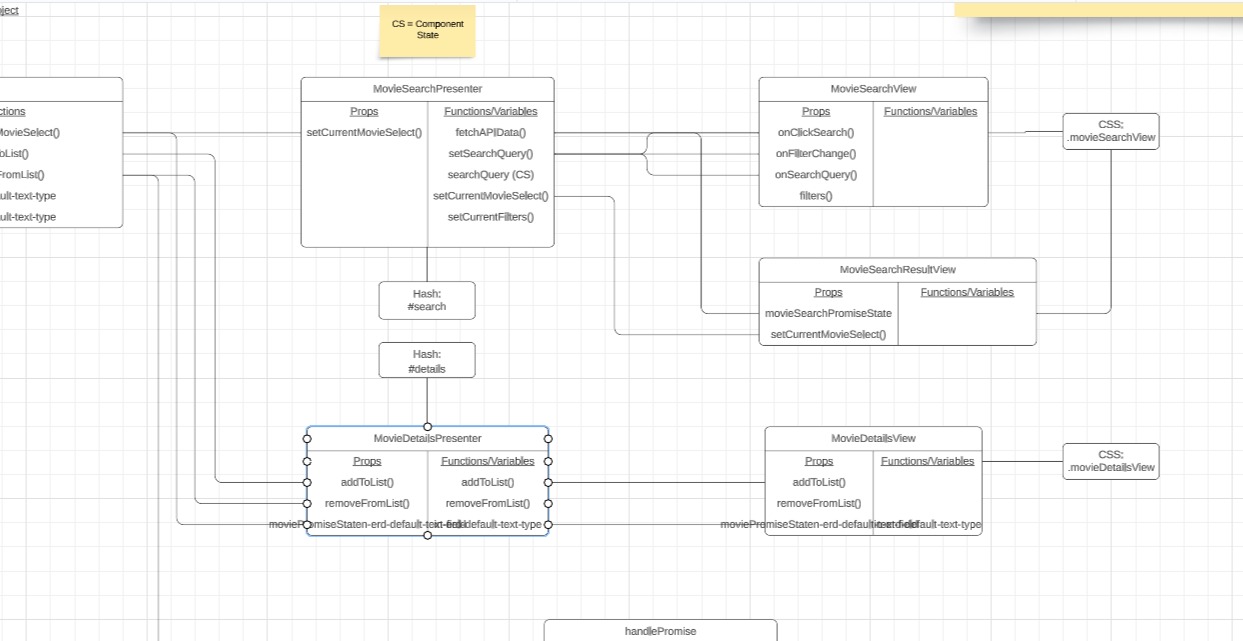 ject
CS = Component
State
ctions
MovieSelect()
oList()
FromList()
ult-text-type
ult-text-type
MovieSearchPresenter
Props
Functions/Variables
setCurrentMovieSelect()
fetchAPIData()
setSearchQuery()
searchQuery (CS)
setCurrentMovieSelect()
setCurrentFilters()
MovieSearchView
Props
Functions/Variables
onClickSearch()
onFilterChange()
onSearchQuery()
filters()
CSS;
.movieSearchView
MovieSearchResultView
Props
Functions/Variables
movieSearchPromiseState
setCurrentMovieSelect()
Hash:
#search
Hash:
#details
MovieDetailsPresenter
Props
Functions/Variables
addToList()
addToList()
removeFromList()
removeFromList()
moviePromiseStaten-erd-default-text-field
default-text-type
MovieDetailsView
Props
Functions/Variables
addToList()
removeFromList()
moviePromiseStaten-erd-default-text-field
default-text-type
CSS;
.movieDetailsView
handlePromise